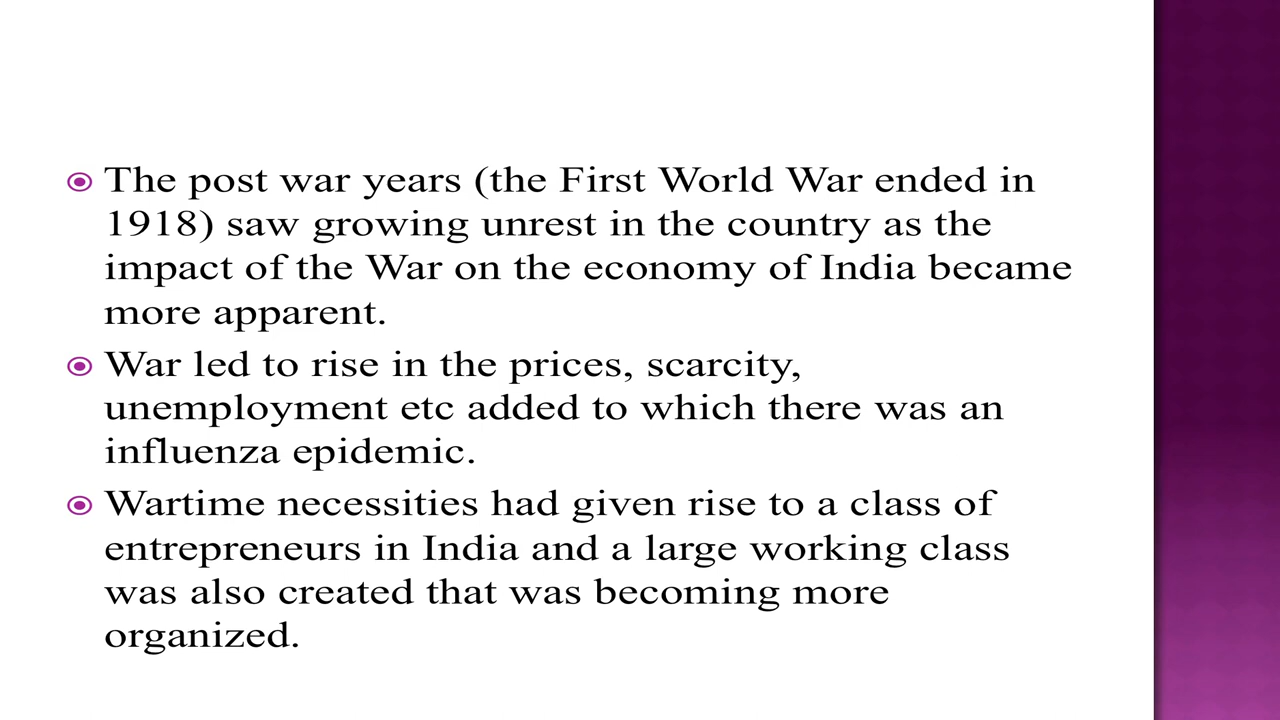 The post war years (the First World War ended in
1918) saw growing unrest in the country as the
impact of the War on the economy of India became
more apparent.
War led to rise in the prices, scarcity,
unemployment etc added to which there was an
influenza epidemic.
Wartime necessities had given rise to a class of
entrepreneurs in India and a large working class
was also created that was becoming more
organized.